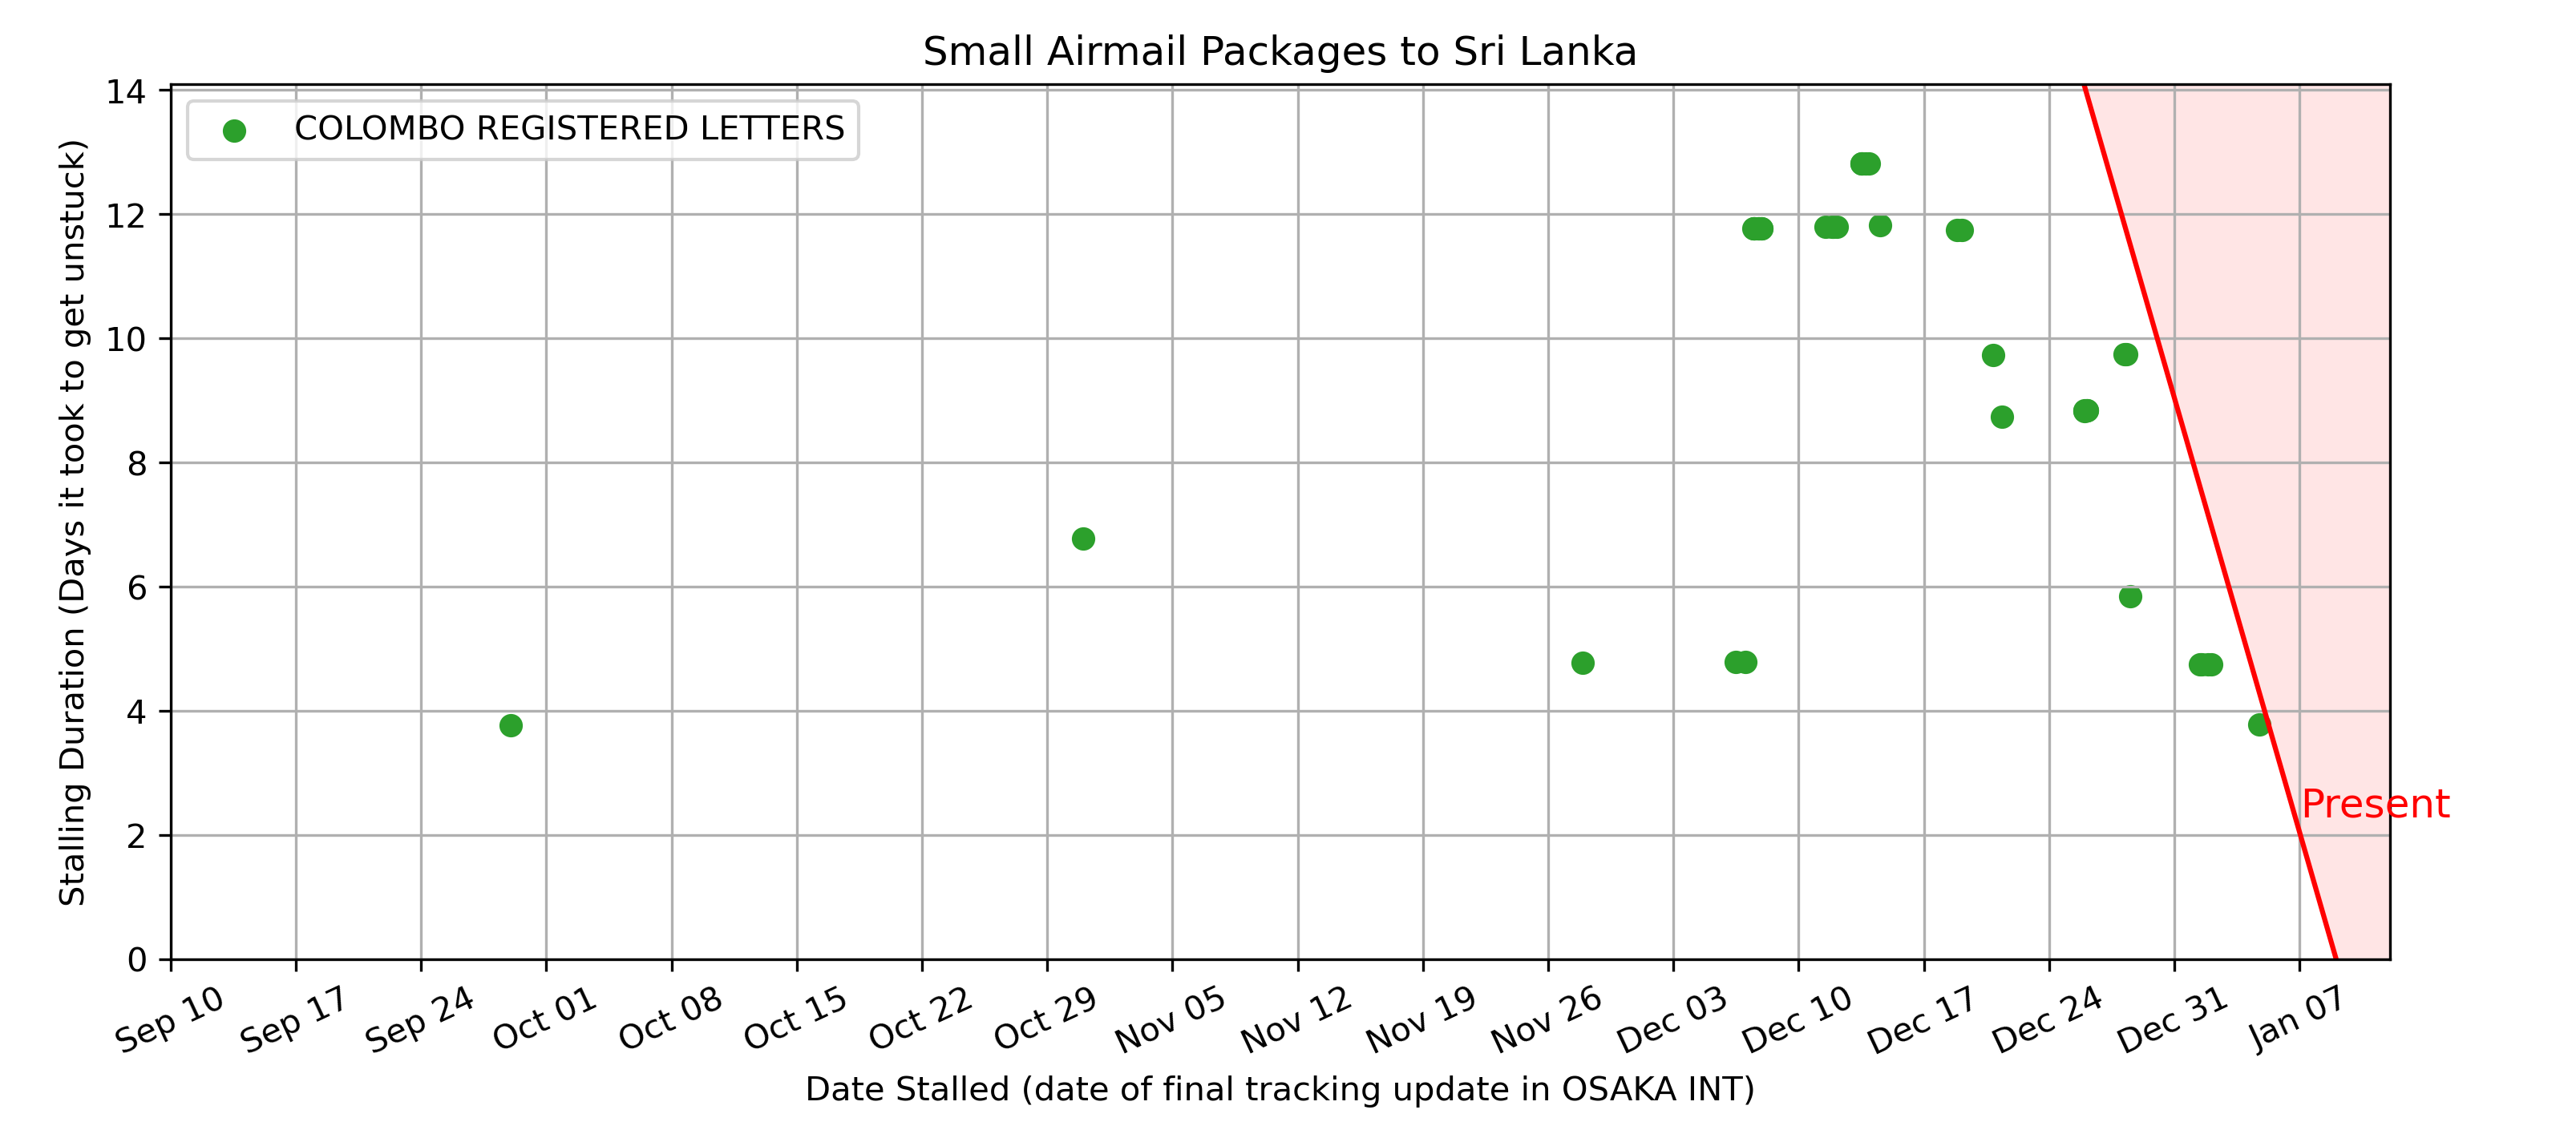 Small Airmail Packages to Sri Lanka
COLOMBO REGISTERED LETTERS
Stalling Duration (Days it took to get unstuck)
14
12
10
8
6
4
2
0
Present
Sep 10 Sep 17 Sep 24 Oct 01 Oct 08 Oct 15 Oct 22 Oct 29 Nov 05 Nov 12 Nov 19 Nov 26 Dec 03 Dec 10 Dec 17 Dec 24 Dec 31 Jan 07
Date Stalled (date of final tracking update in OSAKA INT)